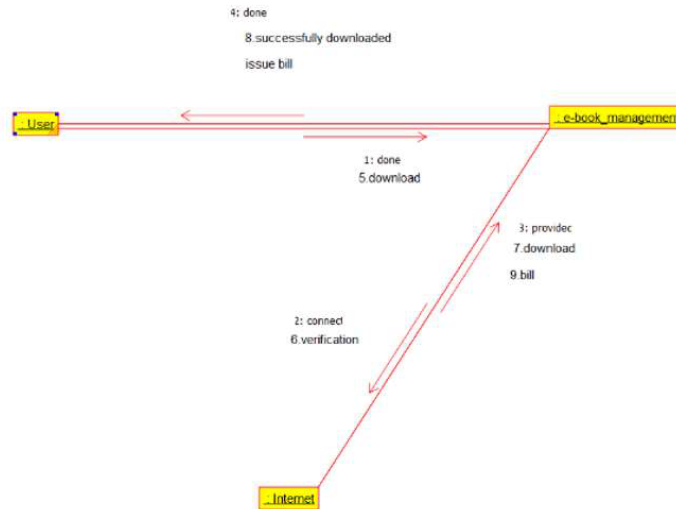 4: done
8.successfully downloaded
issue bill
: User
: e-book_managemen
1: done
5.download
3: provided
7.download
9.bill
2: connect
6.verification
: Internet